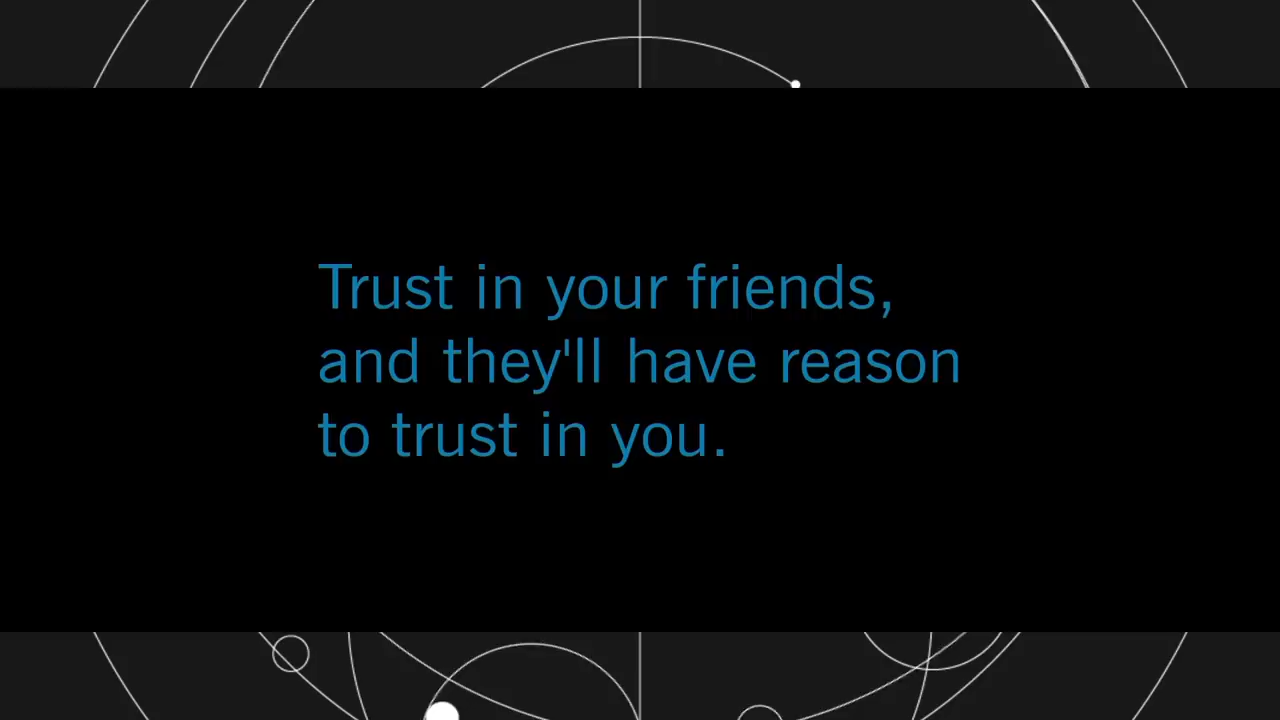 Trust in your friends,
and they'll have reason
to trust in you.